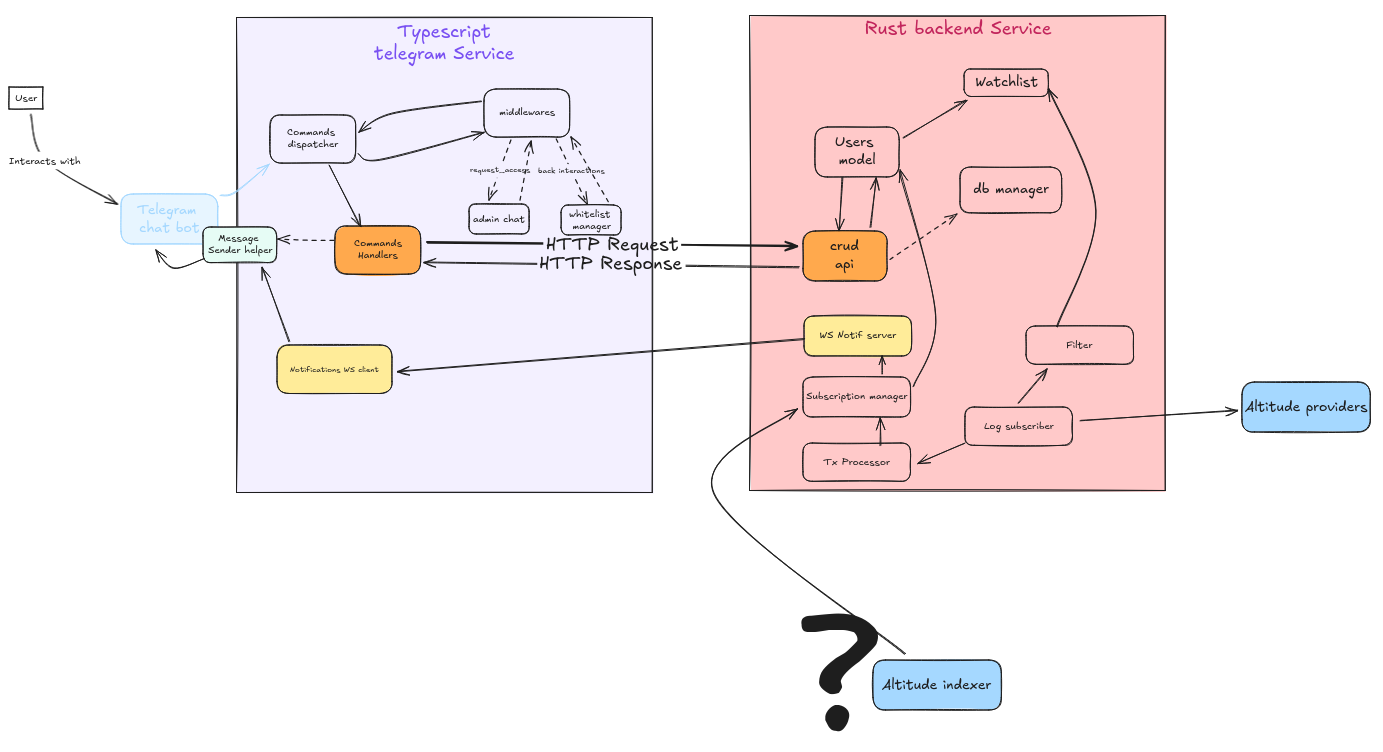 Typescript
telegram Service
Rust backend Service
User
Interacts with
Telegram
chat bot
Message
Sender helper
Commands
dispatcher
middlewares
request_access
back interactions
admin chat
whitelist
manager
Commands
Handlers
HTTP Request
HTTP Response
Notifications WS client
Watchlist
Users
model
db manager
crud
api
WS Notif server
Filter
Subscription manager
Log subscriber
Tx Processor
Altitude providers
?
Altitude indexer